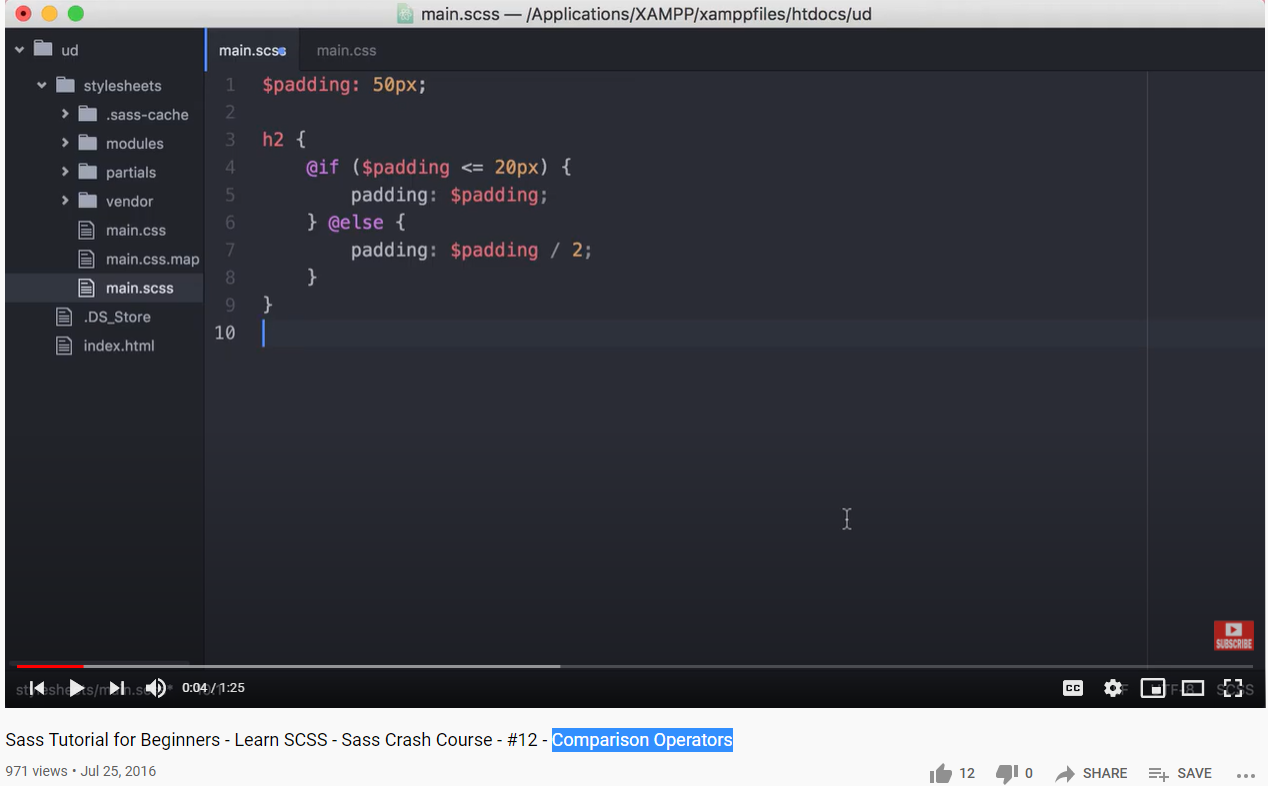 main.scss — /Applications/XAMPP/xamppfiles/htdocs/ud
ud
stylesheets
.sass-cache
modules
partials
vendor
main.css
main.css.map
main.scss
.DS_Store
index.html
main.scss main.css
1 $padding: 50px;
2
3 h2 {
4 @if ($padding <= 20px) {
5 padding: $padding;
6 } @else {
7 padding: $padding / 2;
8 }
9 }
10
SUBSCRIBE
0:04 / 1:25
CC
SCSS
Sass Tutorial for Beginners - Learn SCSS - Sass Crash Course - #12 - Comparison Operators
971 views • Jul 25, 2016
12 0 SHARE SAVE